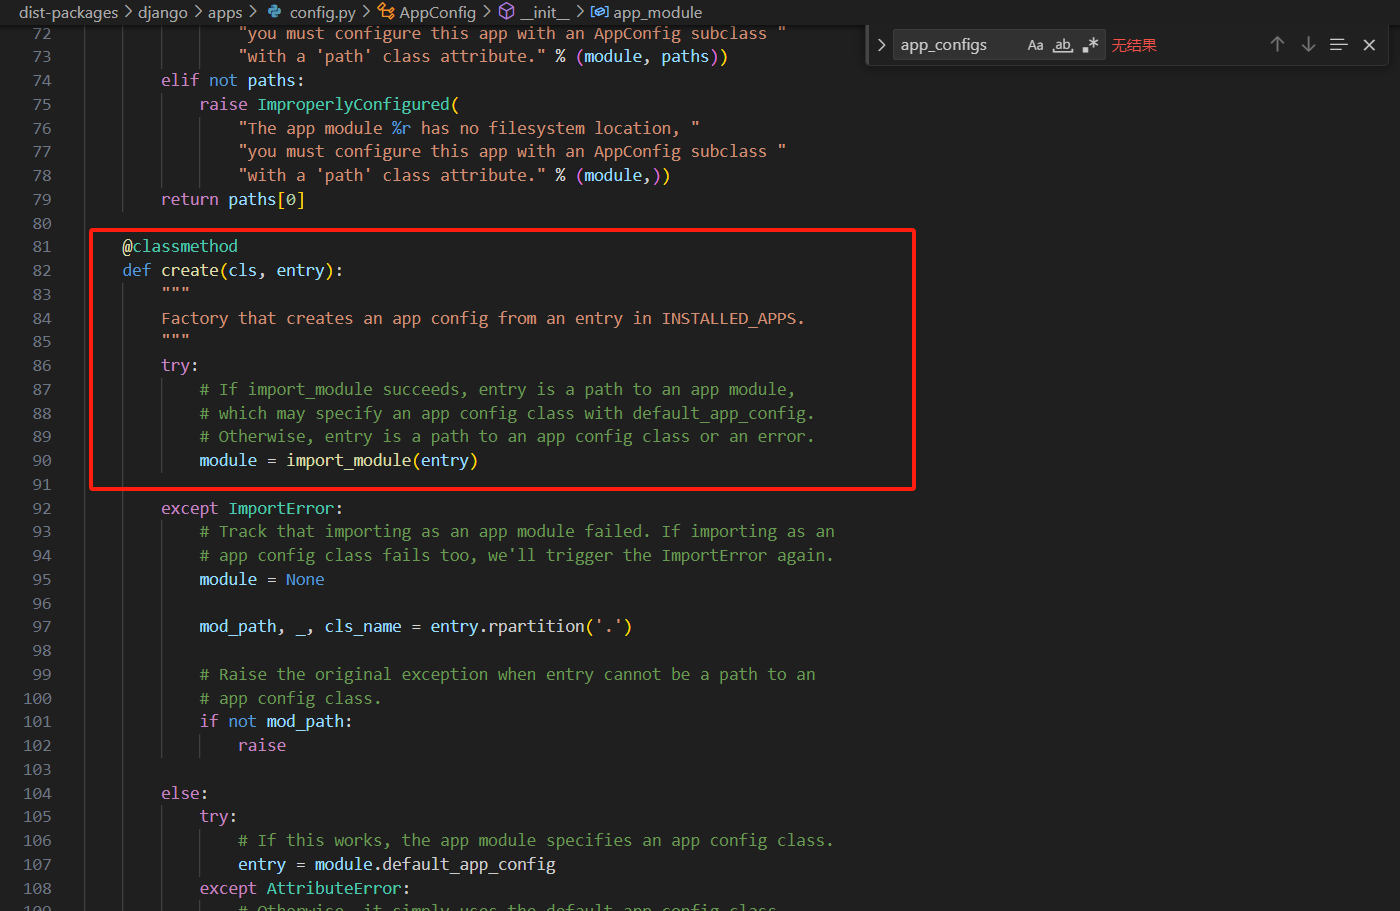 dist-packages > django > apps > config.py > AppConfig > __init__ > app_module
app_configs Aa ab .* 无结果
72 "you must configure this app with an AppConfig subclass "
73 "with a 'path' class attribute." % (module, paths))
74 elif not paths:
75 raise ImproperlyConfigured(
76 "The app module %r has no filesystem location, "
77 "you must configure this app with an AppConfig subclass "
78 "with a 'path' class attribute." % (module,))
79 return paths[0]
80
81 @classmethod
82 def create(cls, entry):
83 """
84 Factory that creates an app config from an entry in INSTALLED_APPS.
85 """
86 try:
87 # If import_module succeeds, entry is a path to an app module,
88 # which may specify an app config class with default_app_config.
89 # Otherwise, entry is a path to an app config class or an error.
90 module = import_module(entry)
91
92 except ImportError:
93 # Track that importing as an app module failed. If importing as an
94 # app config class fails too, we'll trigger the ImportError again.
95 module = None
96
97 mod_path, _, cls_name = entry.rpartition('.')
98
99 # Raise the original exception when entry cannot be a path to an
100 # app config class.
101 if not mod_path:
102 raise
103
104 else:
105 try:
106 # If this works, the app module specifies an app config class.
107 entry = module.default_app_config
108 except AttributeError:
109 # Otherwise, it simply uses the default app config class.